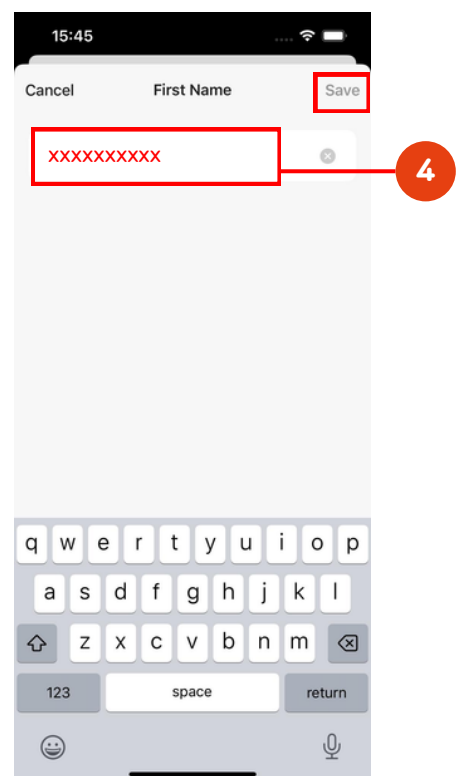 15:45
Cancel First Name Save
xxxxxxxxxx
4
q w e r t y u i o p
a s d f g h j k l
z x c v b n m
123 space return